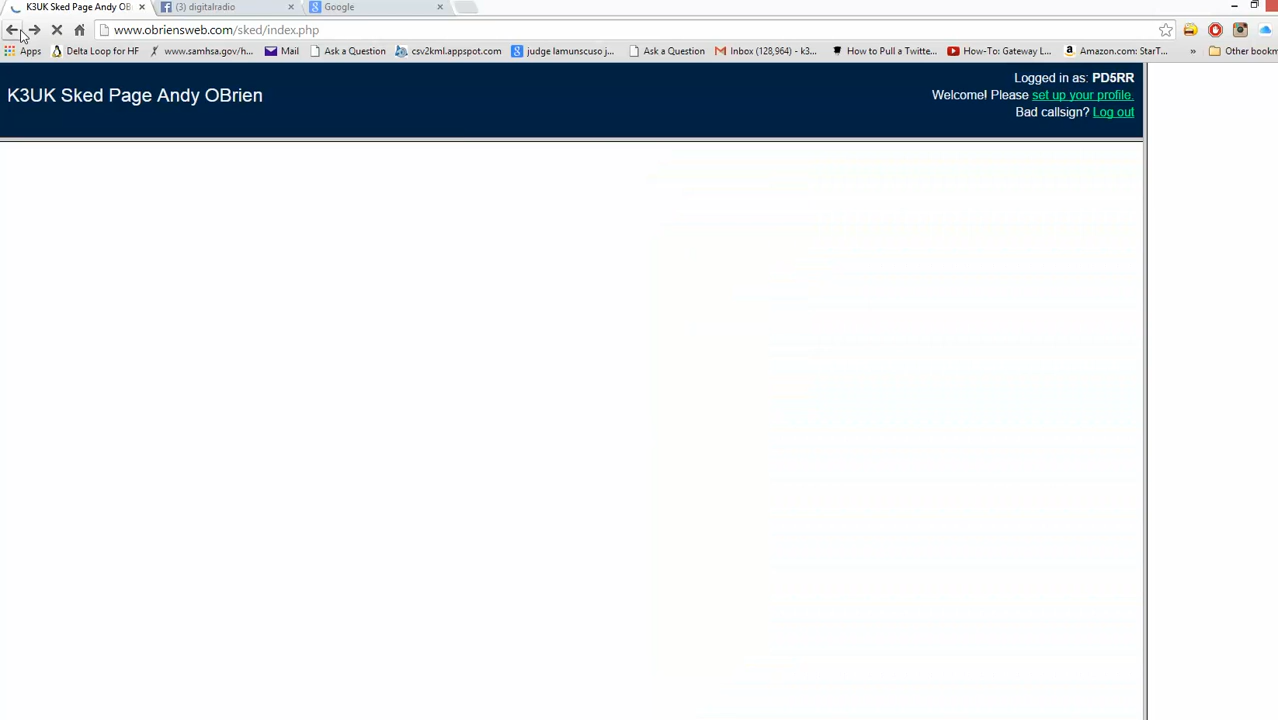 K3UK Sked Page Andy OB
(3) digitalradio
Google
www.obriensweb.com/sked/index.php
Apps
Delta Loop for HF
www.samhsa.gov/h...
Mail
Ask a Question
csv2kml.appspot.com
judge lamunscuso j...
Ask a Question
Inbox (128,964) - k3...
How to Pull a Twitte...
How-To: Gateway L...
Amazon.com: StarT...
»
Other bookm
K3UK Sked Page Andy OBrien
Logged in as: PD5RR
Welcome! Please set up your profile.
Bad callsign? Log out